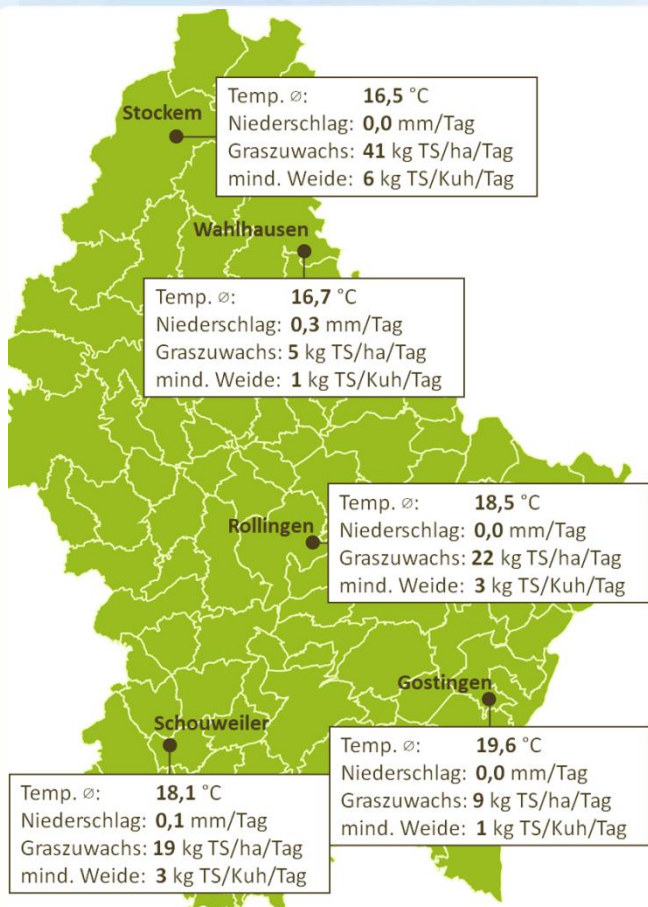 Stockem
Temp. ⌀: 16,5 °C
Niederschlag: 0,0 mm/Tag
Graszuwachs: 41 kg TS/ha/Tag
mind. Weide: 6 kg TS/Kuh/Tag
Wahlhausen
Temp. ⌀: 16,7 °C
Niederschlag: 0,3 mm/Tag
Graszuwachs: 5 kg TS/ha/Tag
mind. Weide: 1 kg TS/Kuh/Tag
Rollingen
Temp. ⌀: 18,5 °C
Niederschlag: 0,0 mm/Tag
Graszuwachs: 22 kg TS/ha/Tag
mind. Weide: 3 kg TS/Kuh/Tag
Gostingen
Temp. ⌀: 19,6 °C
Niederschlag: 0,0 mm/Tag
Graszuwachs: 9 kg TS/ha/Tag
mind. Weide: 1 kg TS/Kuh/Tag
Schouweiler
Temp. ⌀: 18,1 °C
Niederschlag: 0,1 mm/Tag
Graszuwachs: 19 kg TS/ha/Tag
mind. Weide: 3 kg TS/Kuh/Tag